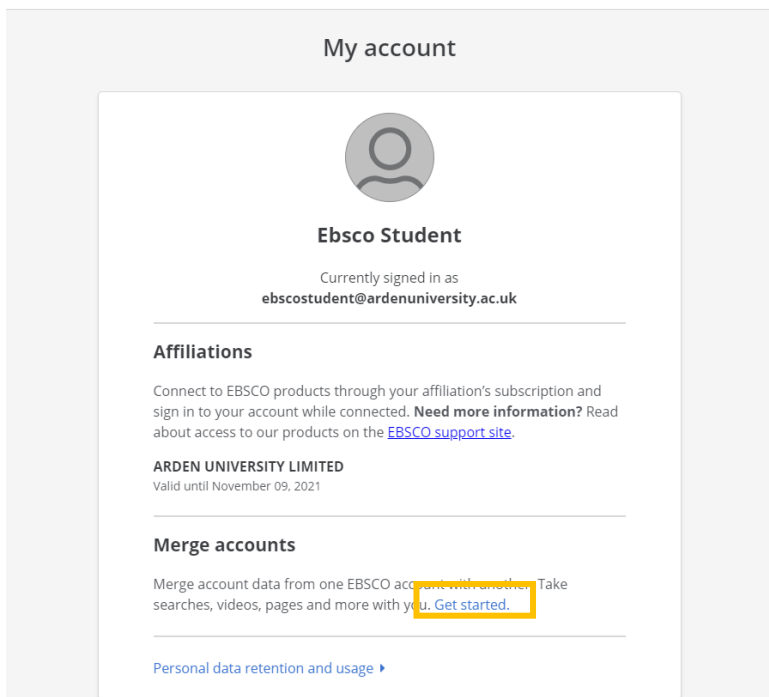 My account
Ebsco Student
Currently signed in as
ebscostudent@ardenuniversity.ac.uk
Affiliations
Connect to EBSCO products through your affiliation's subscription and
sign in to your account while connected. Need more information? Read
about access to our products on the EBSCO support site.
ARDEN UNIVERSITY LIMITED
Valid until November 09, 2021
Merge accounts
Merge account data from one EBSCO account with another. Take
searches, videos, pages and more with you. Get started.
Personal data retention and usage